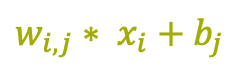 w_{i,j} * x_i + b_j